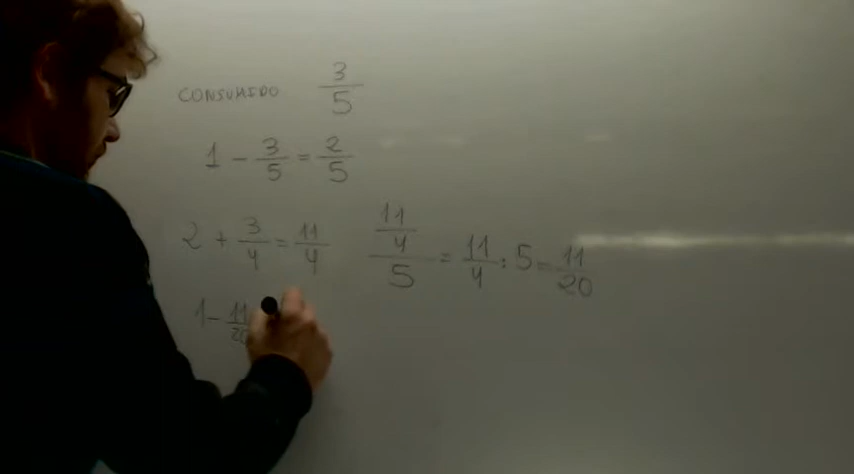 CONSUMIDO 3/5
1 - 3/5 = 2/5
2 + 3/4 = 11/4
11/4/5 = 11/4 : 5 = 11/20
1 - 11/20